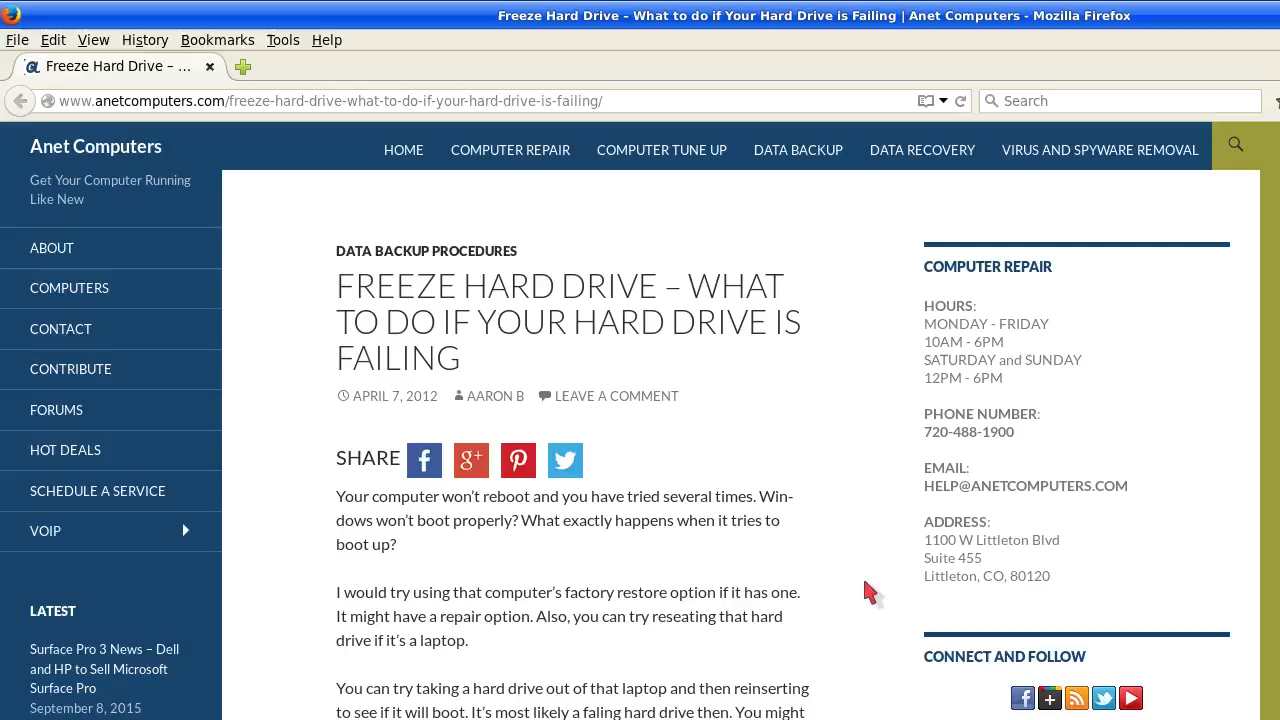 Freeze Hard Drive – What to do if Your Hard Drive is Failing | Anet Computers - Mozilla Firefox
File Edit View History Bookmarks Tools Help
Freeze Hard Drive – ...
www.anetcomputers.com/freeze-hard-drive-what-to-do-if-your-hard-drive-is-failing/
Search
Anet Computers
Get Your Computer Running
Like New
HOME COMPUTER REPAIR COMPUTER TUNE UP DATA BACKUP DATA RECOVERY VIRUS AND SPYWARE REMOVAL
ABOUT
COMPUTERS
CONTACT
CONTRIBUTE
FORUMS
HOT DEALS
SCHEDULE A SERVICE
VOIP
LATEST
Surface Pro 3 News – Dell
and HP to Sell Microsoft
Surface Pro
September 8, 2015
DATA BACKUP PROCEDURES
FREEZE HARD DRIVE – WHAT
TO DO IF YOUR HARD DRIVE IS
FAILING
APRIL 7, 2012 AARON B LEAVE A COMMENT
SHARE
Your computer won't reboot and you have tried several times. Win-
dows won't boot properly? What exactly happens when it tries to
boot up?
I would try using that computer's factory restore option if it has one.
It might have a repair option. Also, you can try reseating that hard
drive if it's a laptop.
You can try taking a hard drive out of that laptop and then reinserting
to see if it will boot. It's most likely a faling hard drive then. You might
COMPUTER REPAIR
HOURS:
MONDAY - FRIDAY
10AM - 6PM
SATURDAY and SUNDAY
12PM - 6PM
PHONE NUMBER:
720-488-1900
EMAIL:
HELP@ANETCOMPUTERS.COM
ADDRESS:
1100 W Littleton Blvd
Suite 455
Littleton, CO, 80120
CONNECT AND FOLLOW